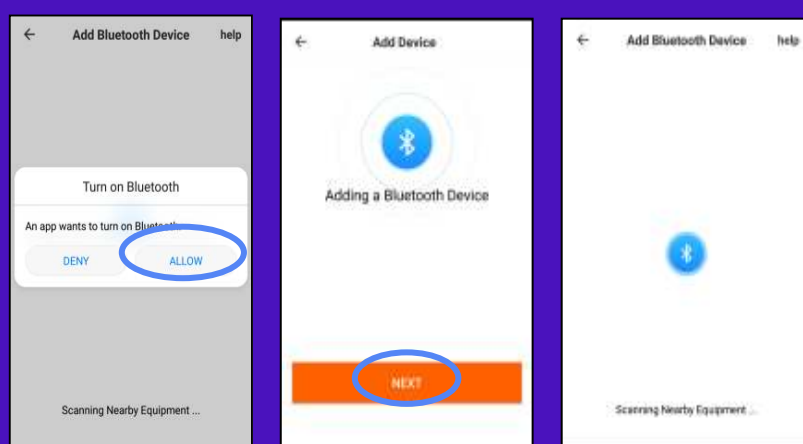 Add Bluetooth Device help
Turn on Bluetooth
An app wants to turn on Bluetooth
DENY ALLOW
Scanning Nearby Equipment ...
Add Device
Adding a Bluetooth Device
NEXT
Add Bluetooth Device help
Scanning Nearby Equipment ...